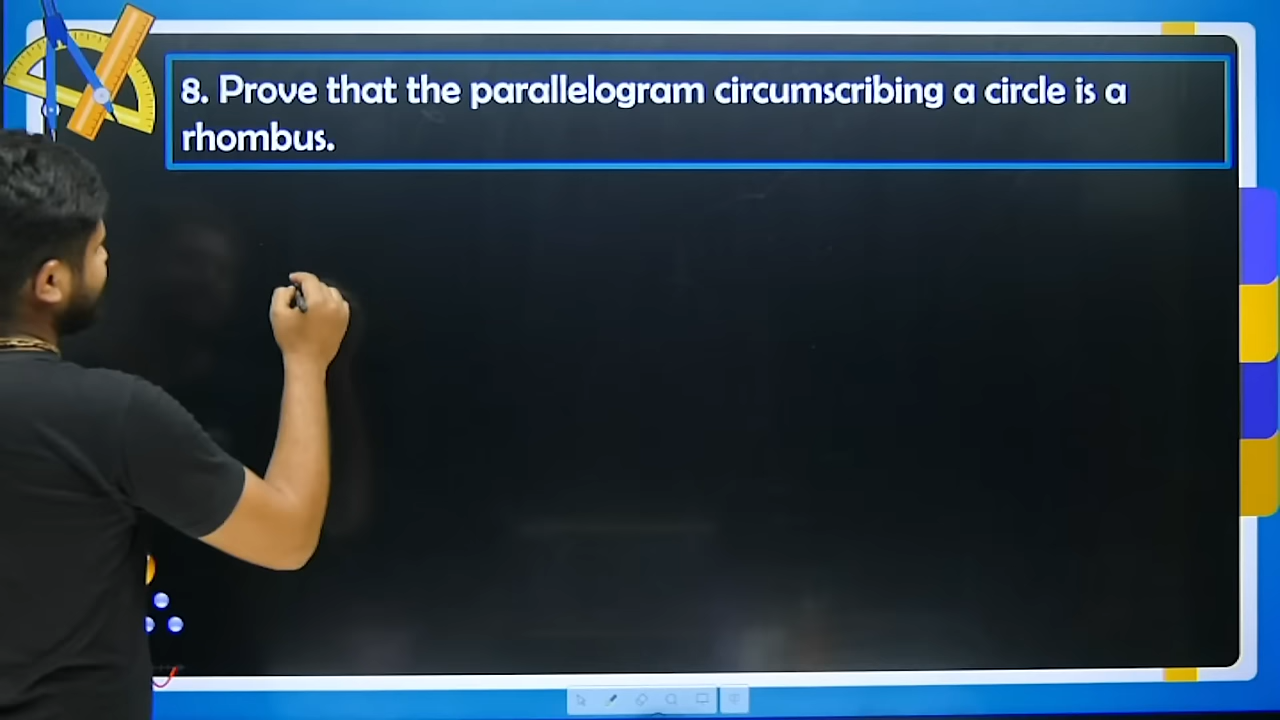 8. Prove that the parallelogram circumscribing a circle is a
rhombus.